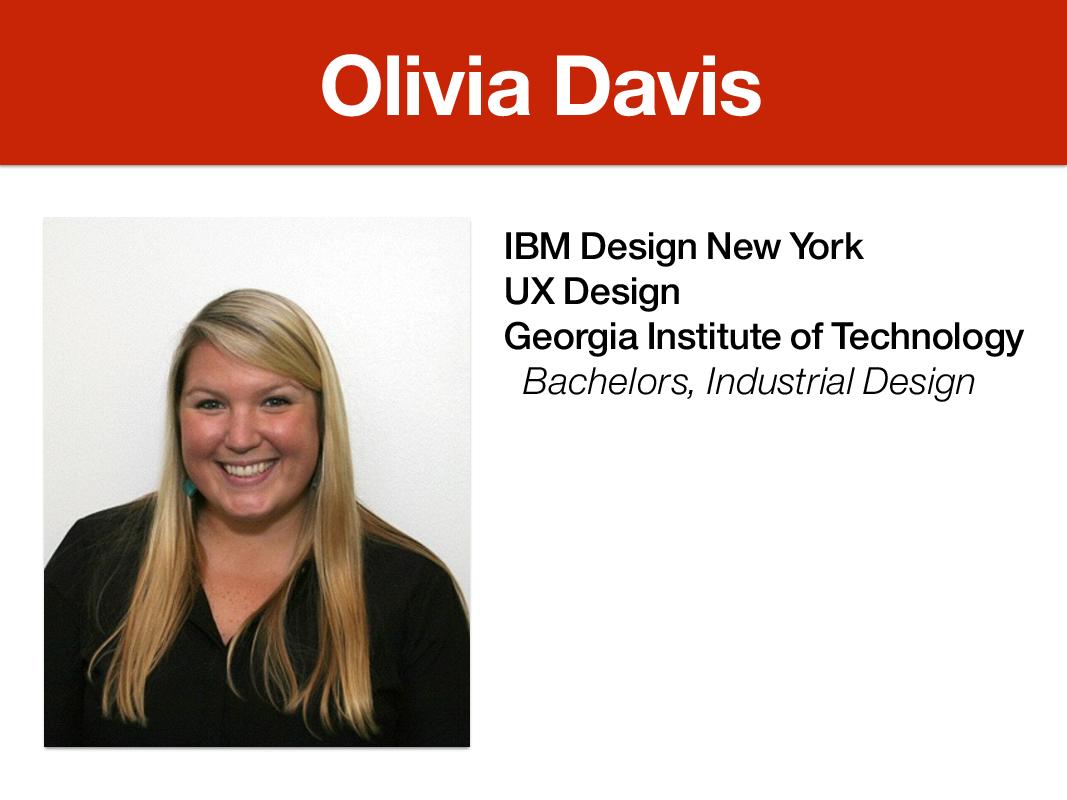 Olivia Davis
IBM Design New York
UX Design
Georgia Institute of Technology
Bachelors, Industrial Design